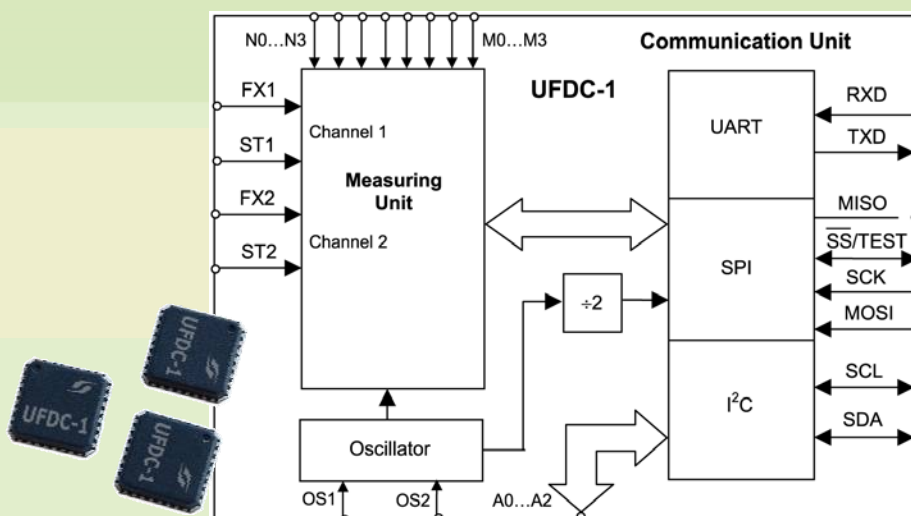 N0...N3
M0...M3
Communication Unit
UFDC-1
FX1
ST1
FX2
ST2
Channel 1
Measuring
Unit
Channel 2
UART
SPI
I²C
÷2
Oscillator
OS1
OS2
A0...A2
RXD
TXD
MISO
SS/TEST
SCK
MOSI
SCL
SDA
UFDC-1
UFDC-1
UFDC-1